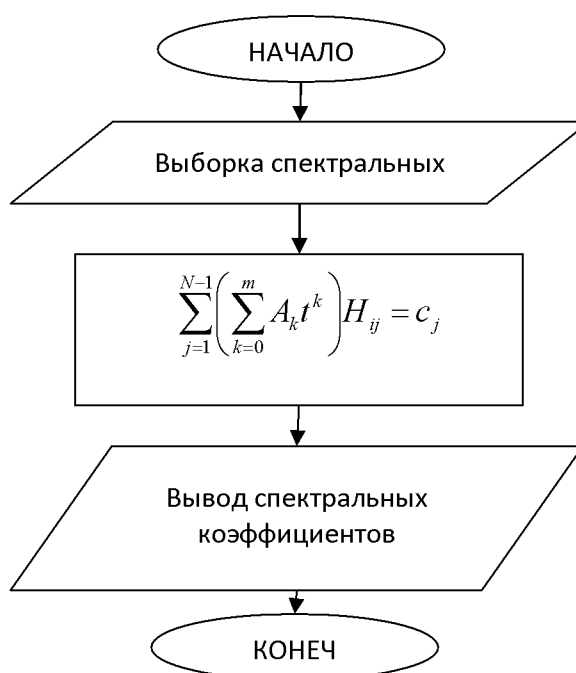 НАЧАЛО
Выборка спектральных
\sum_{j=1}^{N-1}\left(\sum_{k=0}^{m} A_k t^k\right) H_{ij} = c_j
Вывод спектральных
коэффициентов
КОНЕЧ